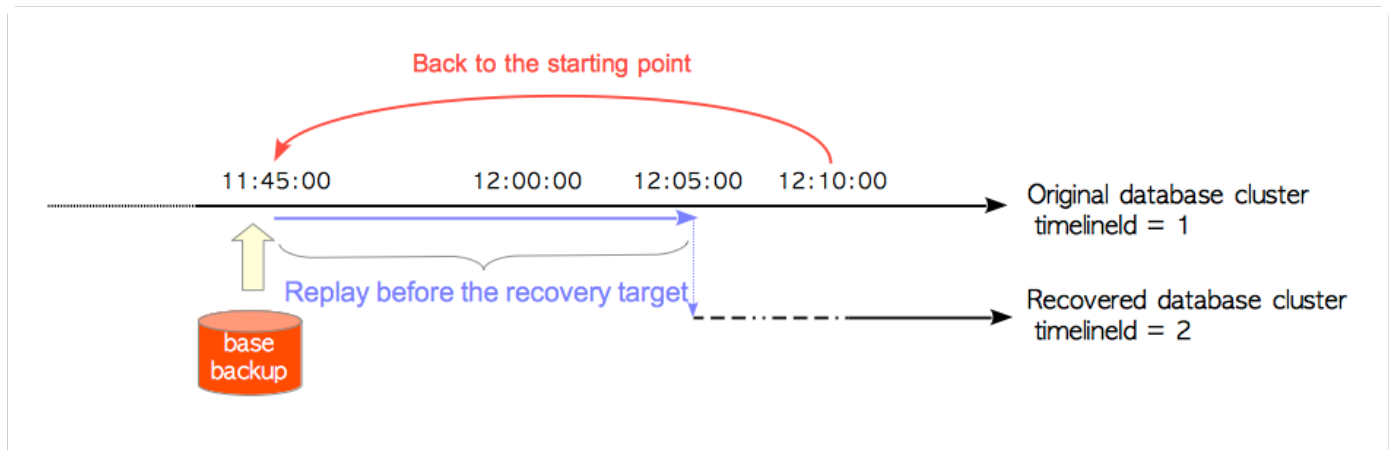 Back to the starting point
11:45:00 12:00:00 12:05:00 12:10:00
Original database cluster
timelineId = 1
Replay before the recovery target
Recovered database cluster
timelineId = 2
base
backup